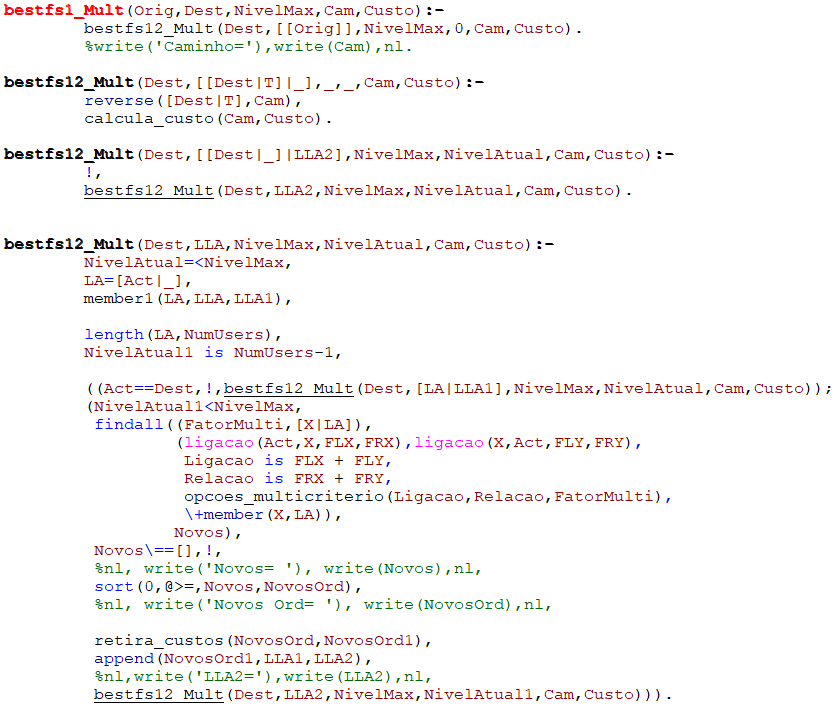 bestfs1_Mult(Orig,Dest,NivelMax,Cam,Custo):-
bestfs12_Mult(Dest,[[Orig]],NivelMax,0,Cam,Custo).
%write('Caminho='),write(Cam),nl.
bestfs12_Mult(Dest,[[Dest|T]|_],_,_,Cam,Custo):-
reverse([Dest|T],Cam),
calcula_custo(Cam,Custo).
bestfs12_Mult(Dest,[[Dest|_]|LLA2],NivelMax,NivelAtual,Cam,Custo):-
!,
bestfs12_Mult(Dest,LLA2,NivelMax,NivelAtual,Cam,Custo).
bestfs12_Mult(Dest,LLA,NivelMax,NivelAtual,Cam,Custo):-
NivelAtual=<NivelMax,
LA=[Act|_],
member1(LA,LLA,LLA1),
length(LA,NumUsers),
NivelAtual1 is NumUsers-1,
((Act==Dest,!,bestfs12_Mult(Dest,[LA|LLA1],NivelMax,NivelAtual,Cam,Custo));
(NivelAtual1<NivelMax,
findall((FatorMulti,[X|LA]),
(ligacao(Act,X,FLX,FRX),ligacao(X,Act,FLY,FRY),
Ligacao is FLX + FLY,
Relacao is FRX + FRY,
opcoes_multicriterio(Ligacao,Relacao,FatorMulti),
\+member(X,LA)),
Novos),
Novos\==[],!,
%nl, write('Novos= '), write(Novos),nl,
sort(0,@>=,Novos,NovosOrd),
%nl, write('Novos Ord= '), write(NovosOrd),nl,
retira_custos(NovosOrd,NovosOrd1),
append(NovosOrd1,LLA1,LLA2),
%nl,write('LLA2='),write(LLA2),nl,
bestfs12_Mult(Dest,LLA2,NivelMax,NivelAtual1,Cam,Custo))).